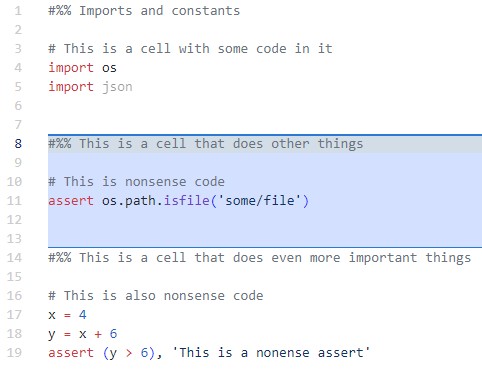 1 #%% Imports and constants
2
3 # This is a cell with some code in it
4 import os
5 import json
6
7
8 #%% This is a cell that does other things
9
10 # This is nonsense code
11 assert os.path.isfile('some/file')
12
13
14 #%% This is a cell that does even more important things
15
16 # This is also nonsense code
17 x = 4
18 y = x + 6
19 assert (y > 6), 'This is a nonense assert'